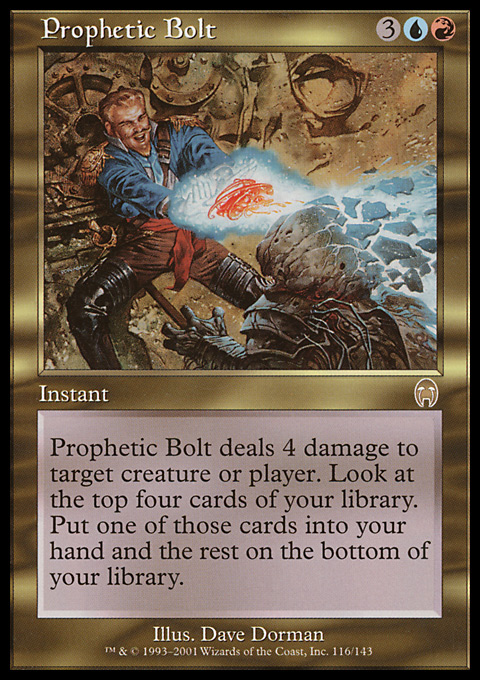 Prophetic Bolt 3
Instant
Prophetic Bolt deals 4 damage to
target creature or player. Look at
the top four cards of your library.
Put one of those cards into your
hand and the rest on the bottom of
your library.
Illus. Dave Dorman
™ & © 1993–2001 Wizards of the Coast, Inc. 116/143